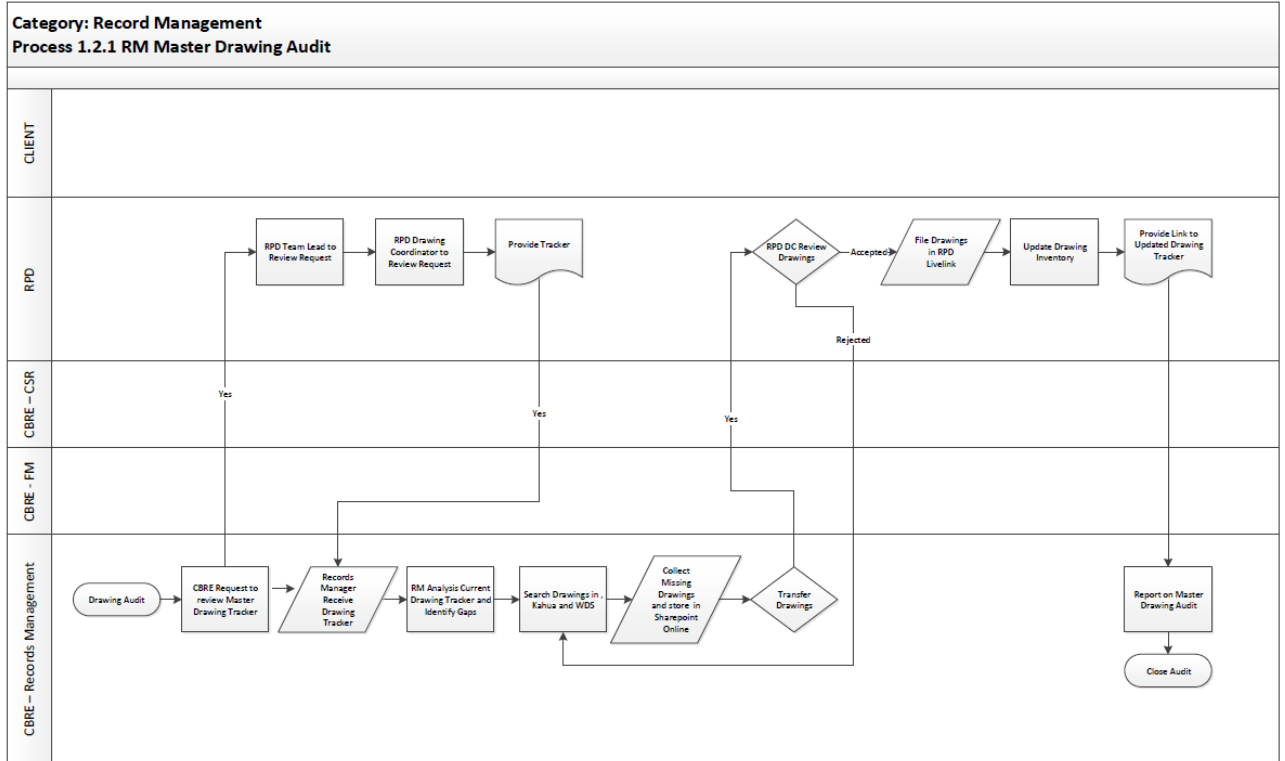 Category: Record Management
Process 1.2.1 RM Master Drawing Audit
CLIENT
RPD
RPD Team Lead to
Review Request
RPD Drawing
Coordinator to
Review Request
Provide Tracker
RPD DC Review
Drawings
Accepted
File Drawings
in RPD
Livelink
Update Drawing
Inventory
Provide Link to
Updated Drawing
Tracker
Rejected
CBRE – CSR
Yes
Yes
Yes
CBRE - FM
CBRE – Records Management
Drawing Audit
CBRE Request to
review Master
Drawing Tracker
Records
Manager
Receive
Drawing
Tracker
RM Analysis Current
Drawing Tracker and
Identify Gaps
Search Drawings in ,
Kahua and WDS
Collect
Missing
Drawings
and store in
Sharepoint
Online
Transfer
Drawings
Report on Master
Drawing Audit
Close Audit